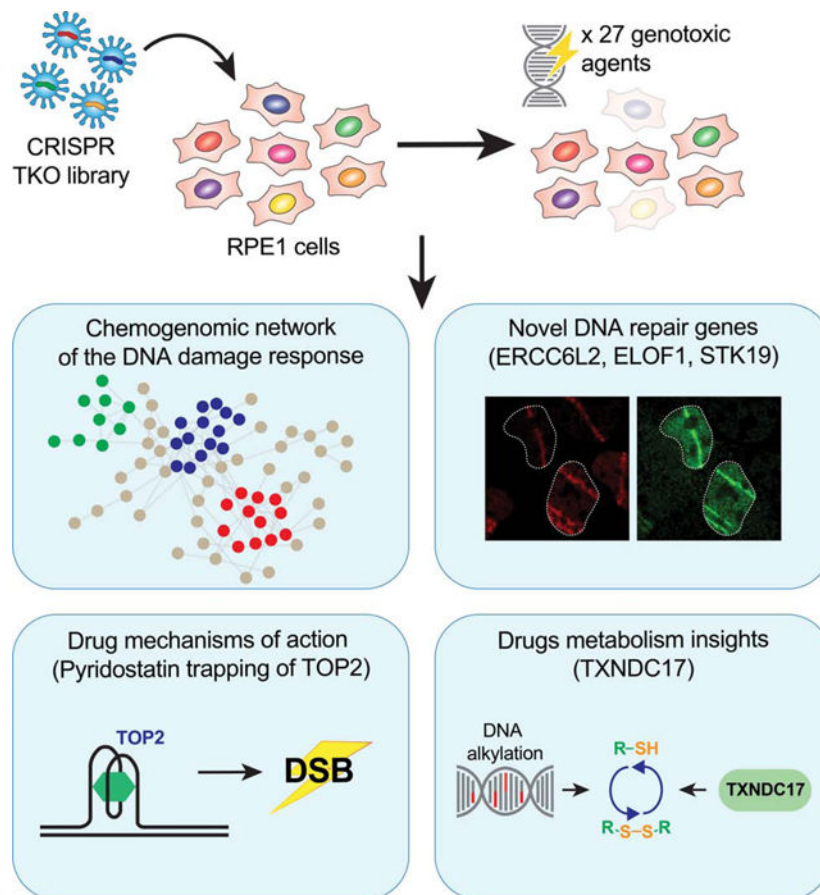 x 27 genotoxic
agents
CRISPR
TKO library
RPE1 cells
Chemogenomic network
of the DNA damage response
Novel DNA repair genes
(ERCC6L2, ELOF1, STK19)
Drug mechanisms of action
(Pyridostatin trapping of TOP2)
TOP2
DSB
Drugs metabolism insights
(TXNDC17)
DNA
alkylation
R–SH
R-S–S-R
TXNDC17